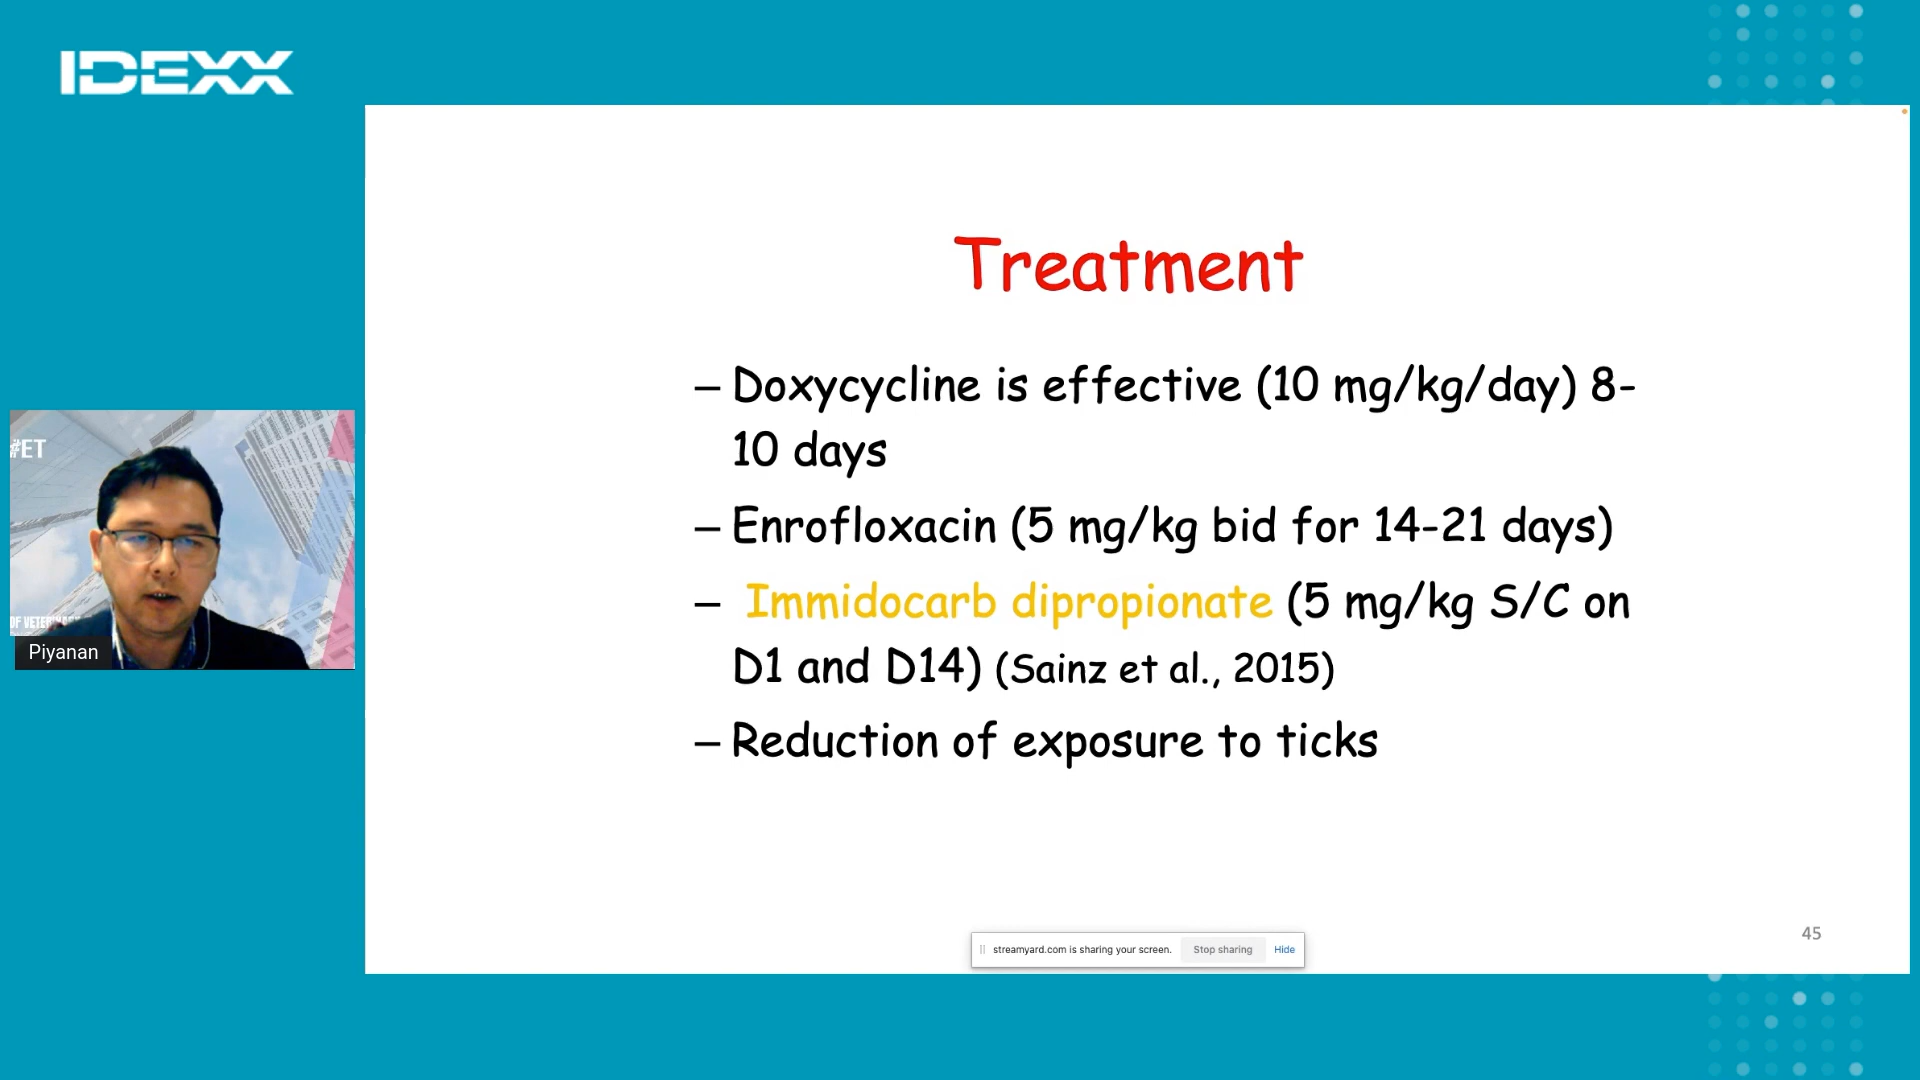 IDEXX
Treatment
– Doxycycline is effective (10 mg/kg/day) 8-
10 days
– Enrofloxacin (5 mg/kg bid for 14-21 days)
– Immidocarb dipropionate (5 mg/kg S/C on
D1 and D14) (Sainz et al., 2015)
– Reduction of exposure to ticks
#ET
Piyanan
streamyard.com is sharing your screen. Stop sharing Hide
45